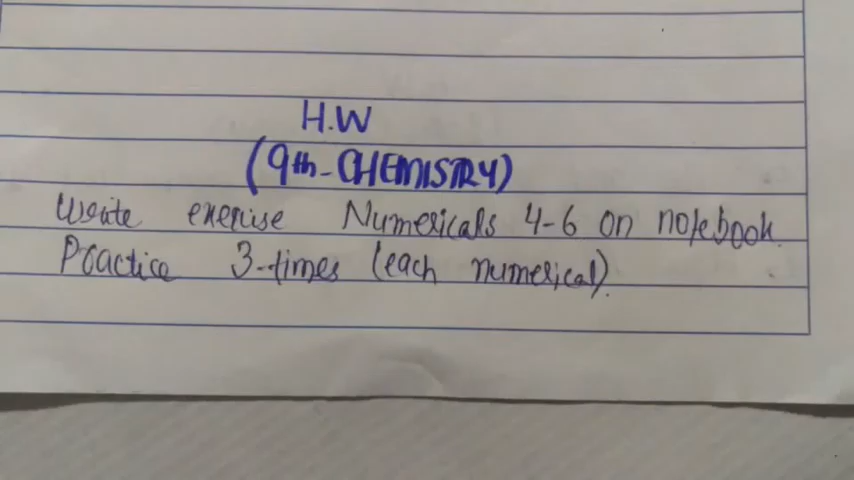 H.W
(9th-CHEMISTRY)
Write exercise Numericals 4-6 on notebook.
Practice 3-times (each numerical).